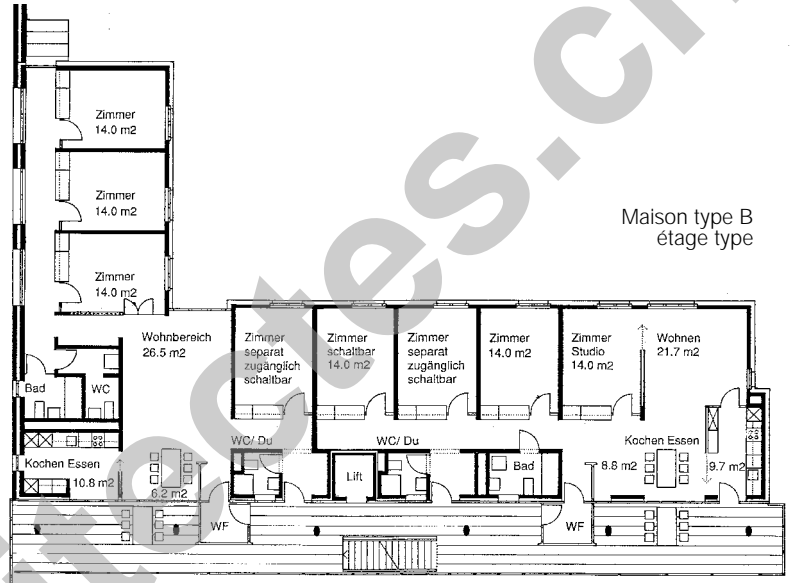 Zimmer
14.0 m2
Zimmer
14.0 m2
Zimmer
14.0 m2
Maison type B
étage type
Wohnbereich
26.5 m2
Zimmer
separat
zugänglich
schaltbar
Zimmer
schaltbar
14.0 m2
Zimmer
separat
zugänglich
schaltbar
Zimmer
14.0 m2
Zimmer
Studio
14.0 m2
Wohnen
21.7 m2
Bad
WC
WC/ Du
WC/ Du
Kochen Essen
Kochen Essen
10.8 m2
6.2 m2
Lift
Bad
8.8 m2
9.7 m2
WF
WF
itectes.ch